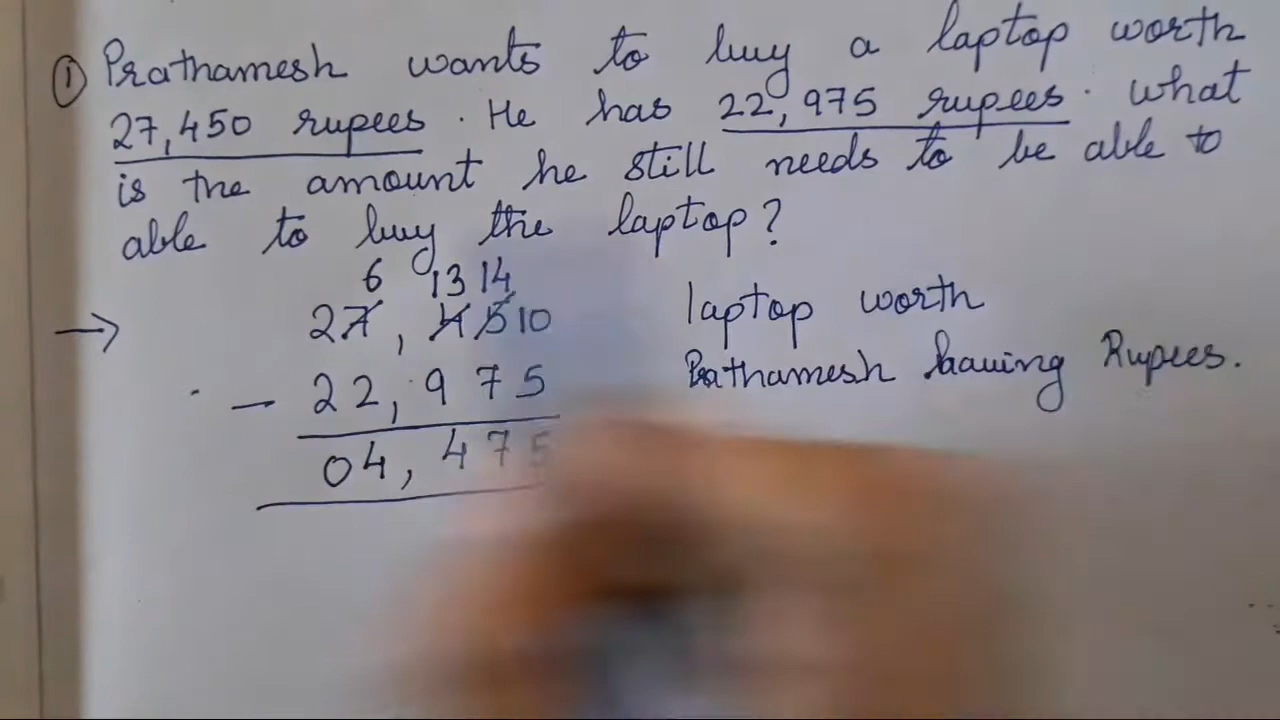 ① Prathamesh wants to buy a laptop worth
27,450 rupees. He has 22,975 rupees. what
is the amount he still needs to be able to
able to buy the laptop?
6 13 14
→ 27,4510 laptop worth
- 22,975 Prathamesh having Rupees.
04,475